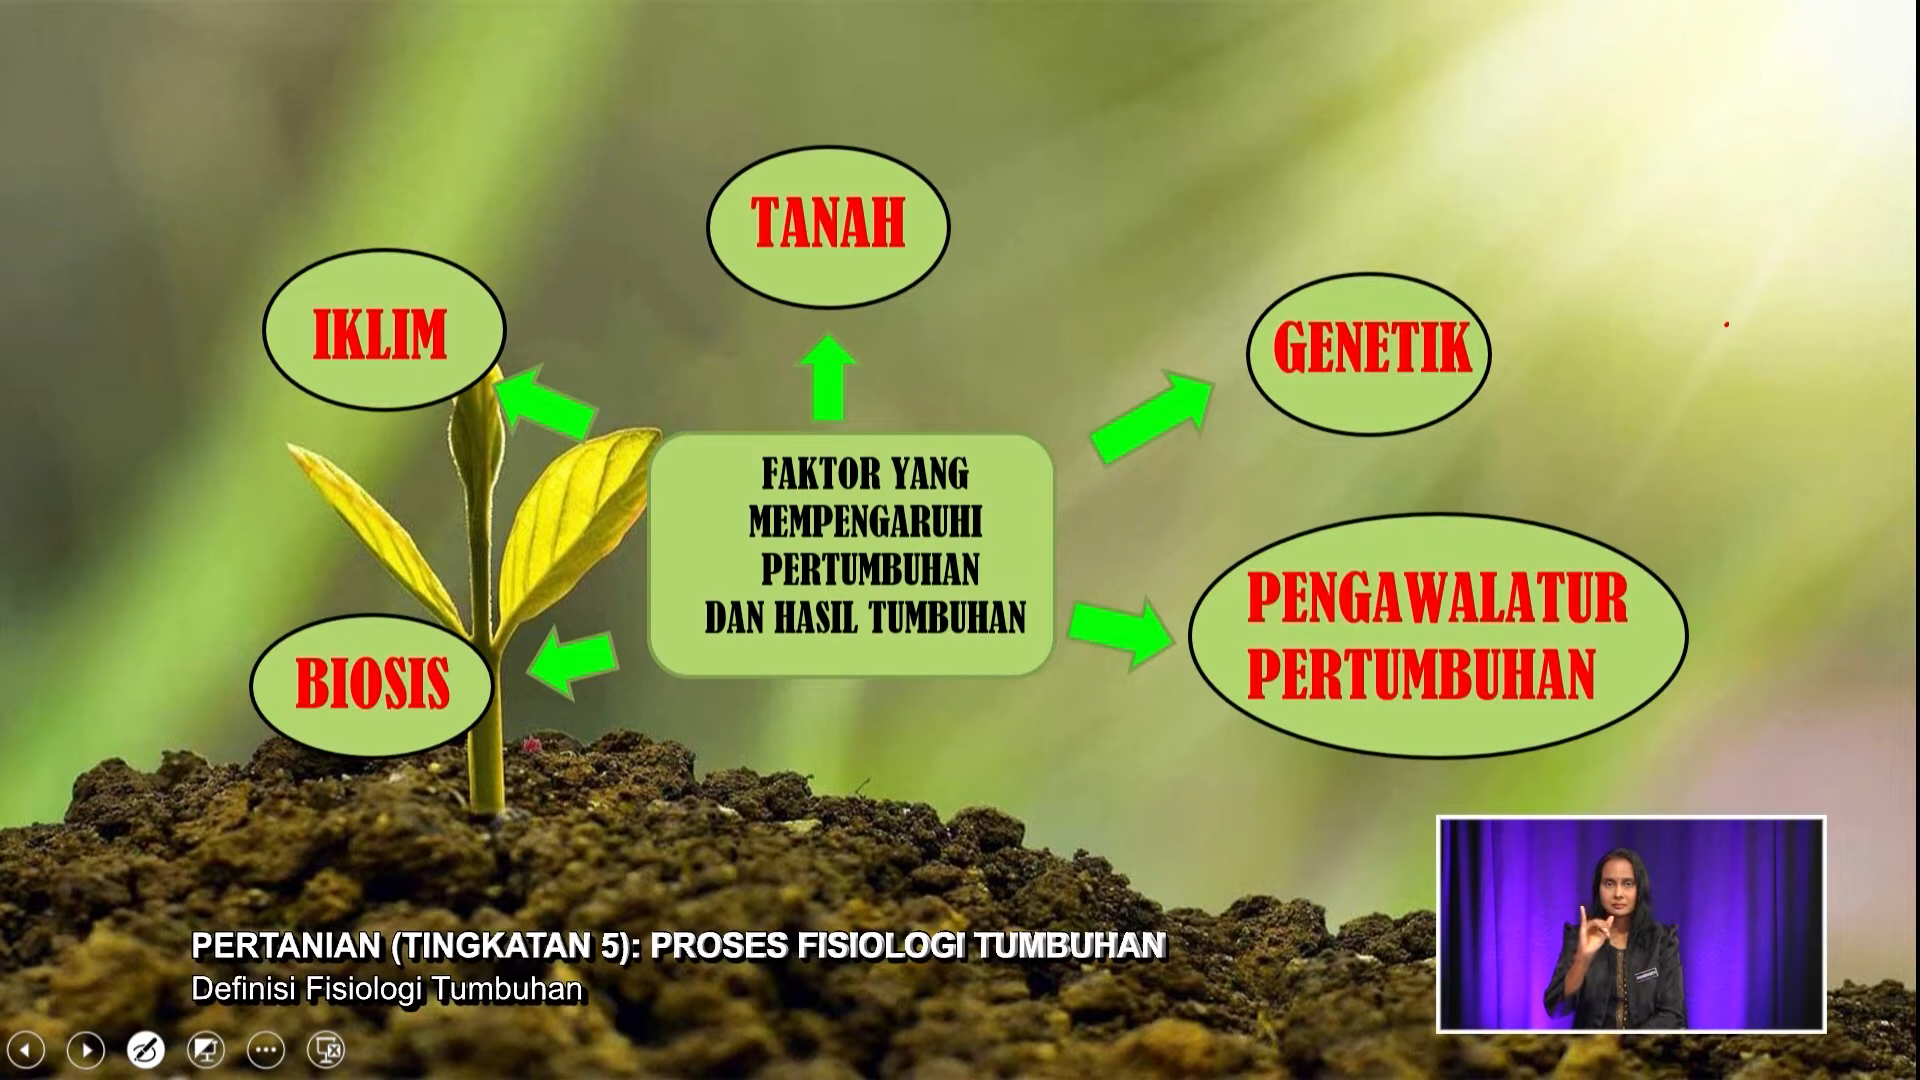 TANAH
IKLIM
GENETIK
FAKTOR YANG
MEMPENGARUHI
PERTUMBUHAN
DAN HASIL TUMBUHAN
PENGAWALATUR
PERTUMBUHAN
BIOSIS
PERTANIAN (TINGKATAN 5): PROSES FISIOLOGI TUMBUHAN
Definisi Fisiologi Tumbuhan